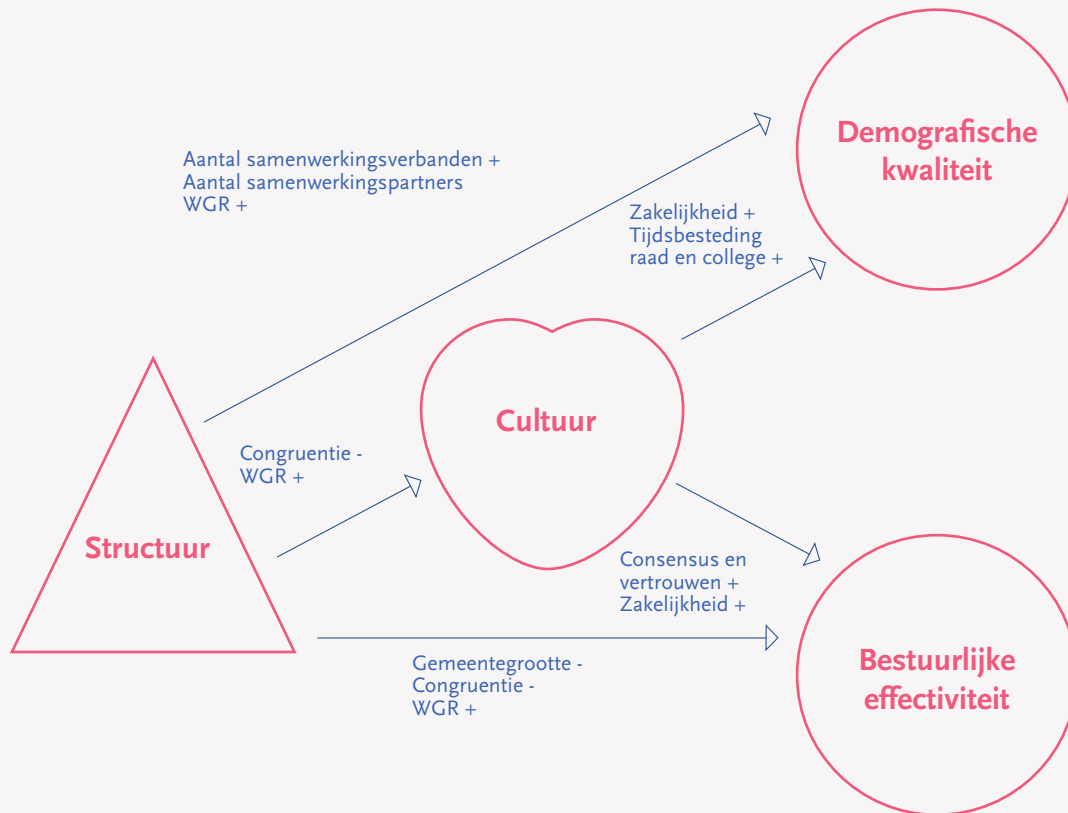 Demografische
kwaliteit
Aantal samenwerkingsverbanden +
Aantal samenwerkingspartners
WGR +
Zakelijkheid +
Tijdsbesteding
raad en college +
Cultuur
Congruentie -
WGR +
Structuur
Consensus en
vertrouwen +
Zakelijkheid +
Gemeentegrootte -
Congruentie -
WGR +
Bestuurlijke
effectiviteit